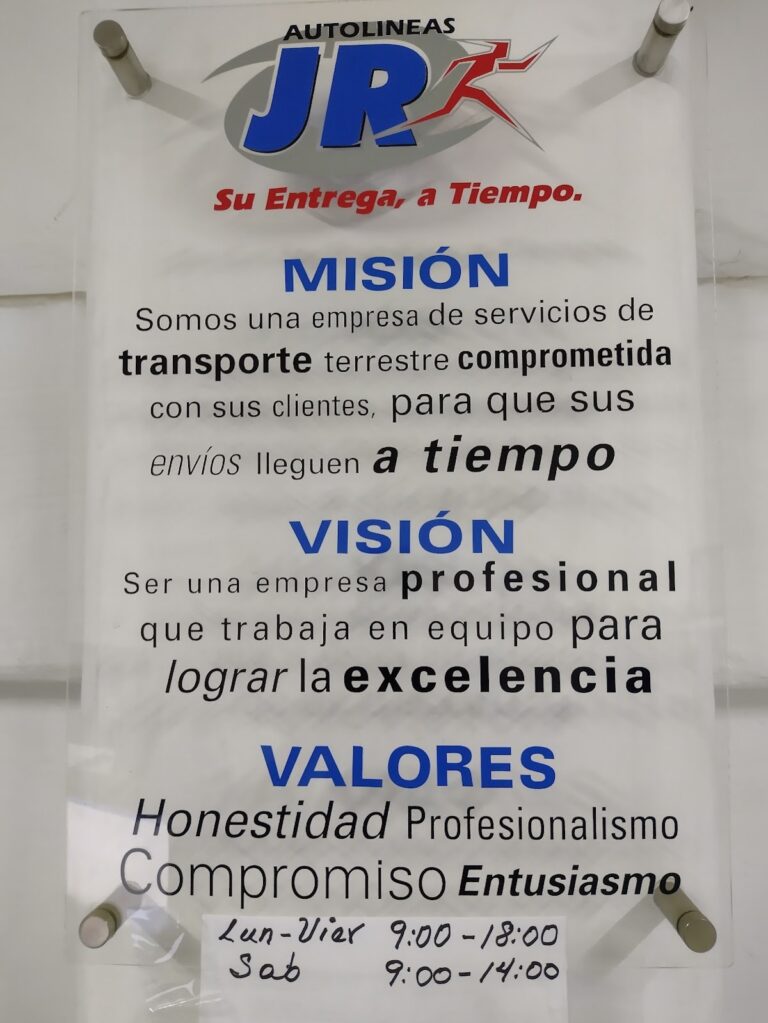 AUTOLINEAS
JR
Su Entrega, a Tiempo.
MISIÓN
Somos una empresa de servicios de
transporte terrestre comprometida
con sus clientes, para que sus
envíos lleguen a tiempo
VISIÓN
Ser una empresa profesional
que trabaja en equipo para
lograr la excelencia
VALORES
Honestidad Profesionalismo
Compromiso Entusiasmo
Lun-Vier 9:00-18:00
Sab 9:00-14:00